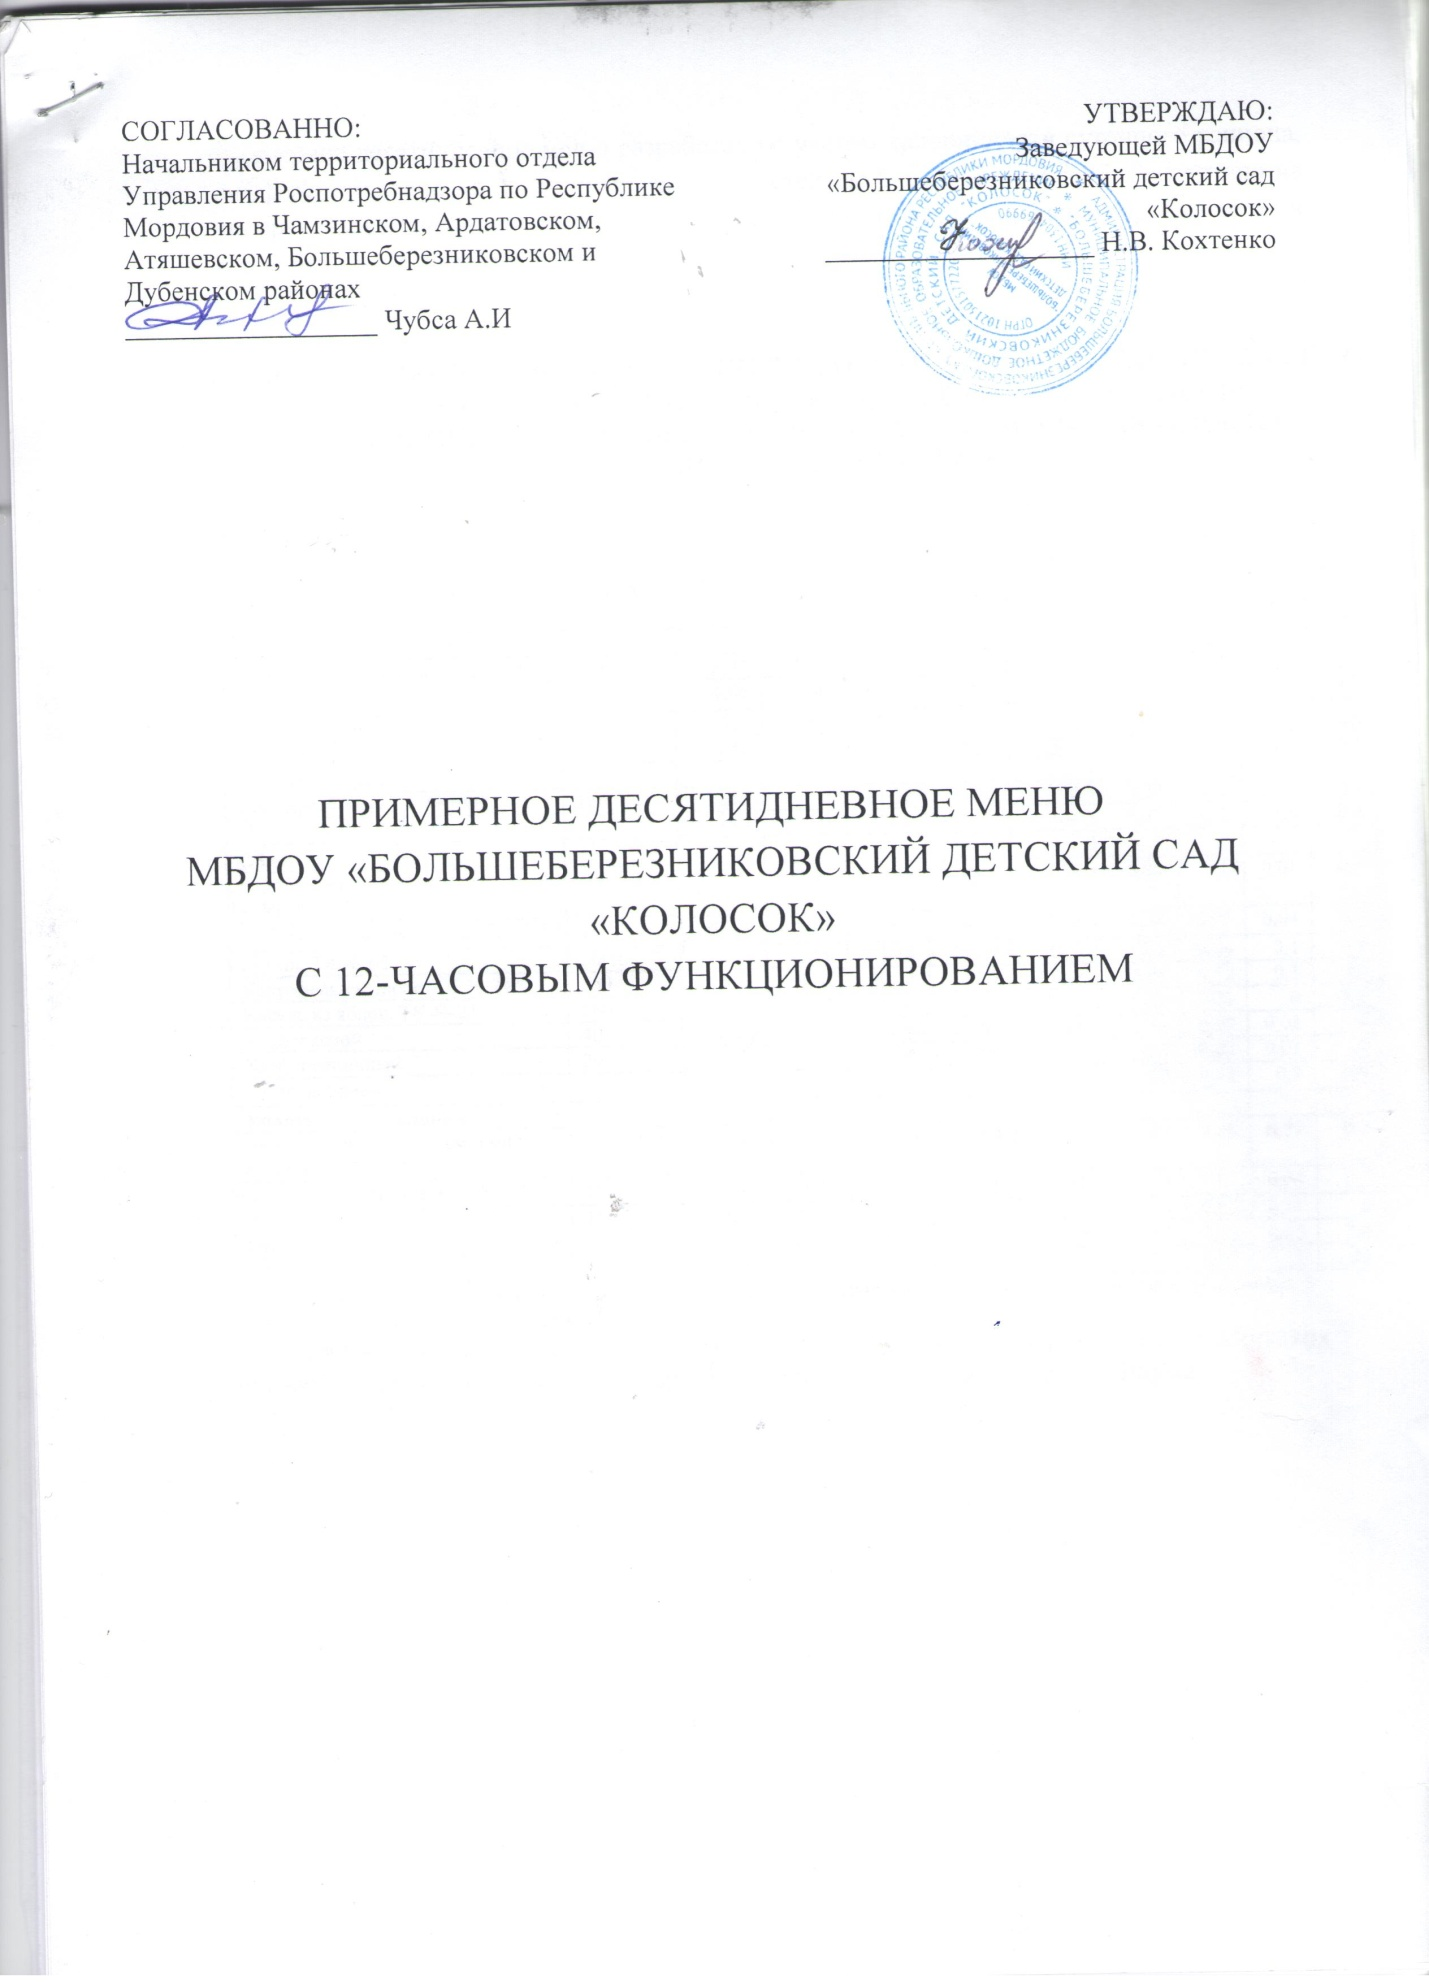 СОГЛАСОВАННО:
Начальником территориального отдела
Управления Роспотребнадзора по Республике
Мордовия в Чамзинском, Ардатовском,
Атяшевском, Большеберезниковском и
Дубенском районах
Чубса А.И
УТВЕРЖДАЮ:
Заведующей МБДОУ
«Большеберезниковский детский сад
«Колосок»
Н.В. Кохтенко
ПРИМЕРНОЕ ДЕСЯТИДНЕВНОЕ МЕНЮ
МБДОУ «БОЛЬШЕБЕРЕЗНИКОВСКИЙ ДЕТСКИЙ САД
«КОЛОСОК»
С 12-ЧАСОВЫМ ФУНКЦИОНИРОВАНИЕМ